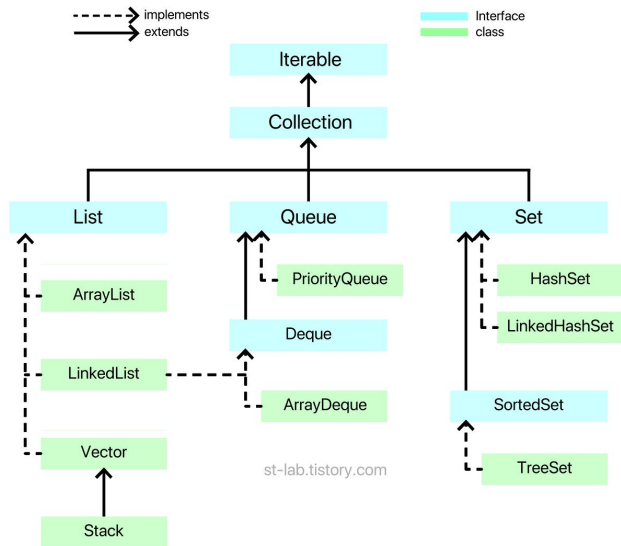 implements
extends
Interface
class
Iterable
Collection
List
Queue
Set
ArrayList
PriorityQueue
HashSet
LinkedHashSet
Deque
LinkedList
ArrayDeque
SortedSet
Vector
st-lab.tistory.com
TreeSet
Stack